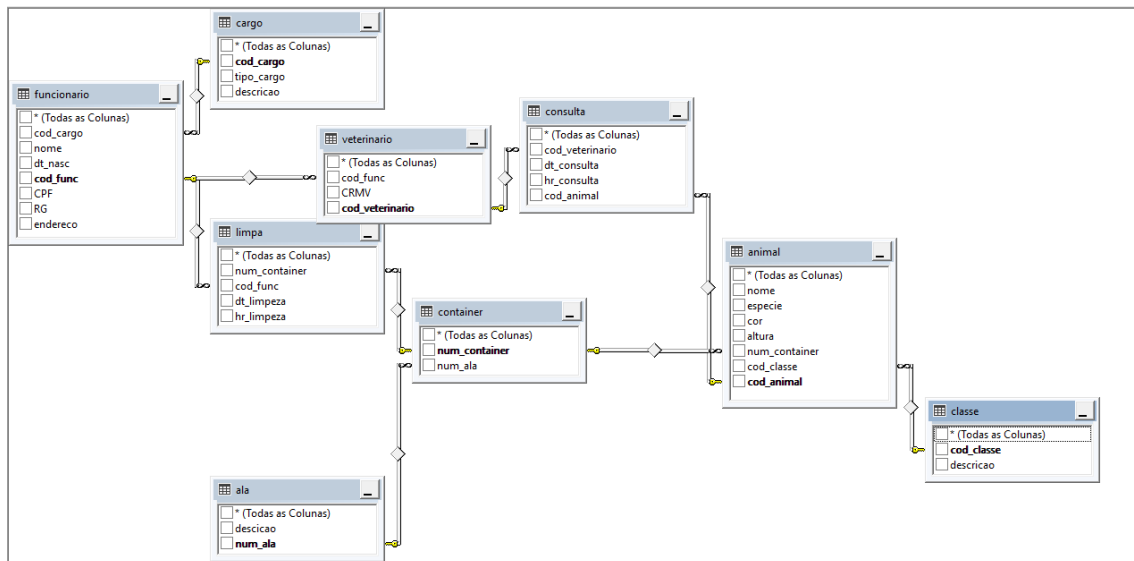 cargo
* (Todas as Colunas)
cod_cargo
tipo_cargo
descricao
funcionario
* (Todas as Colunas)
cod_cargo
nome
dt_nasc
cod_func
CPF
RG
endereco
veterinario
* (Todas as Colunas)
cod_func
CRMV
cod_veterinario
consulta
* (Todas as Colunas)
cod_veterinario
dt_consulta
hr_consulta
cod_animal
limpa
* (Todas as Colunas)
num_container
cod_func
dt_limpeza
hr_limpeza
container
* (Todas as Colunas)
num_container
num_ala
animal
* (Todas as Colunas)
nome
especie
cor
altura
num_container
cod_classe
cod_animal
classe
* (Todas as Colunas)
cod_classe
descricao
ala
* (Todas as Colunas)
descicao
num_ala